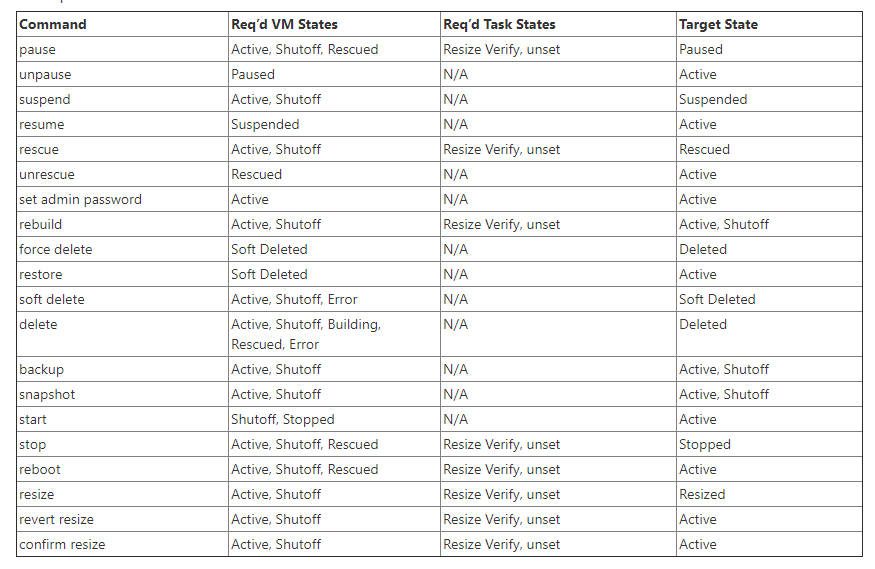 Command Req’d VM States Req’d Task States Target State
pause Active, Shutoff, Rescued Resize Verify, unset Paused
unpause Paused N/A Active
suspend Active, Shutoff N/A Suspended
resume Suspended N/A Active
rescue Active, Shutoff Resize Verify, unset Rescued
unrescue Rescued N/A Active
set admin password Active N/A Active
rebuild Active, Shutoff Resize Verify, unset Active, Shutoff
force delete Soft Deleted N/A Deleted
restore Soft Deleted N/A Active
soft delete Active, Shutoff, Error N/A Soft Deleted
delete Active, Shutoff, Building, N/A Deleted
Rescued, Error
backup Active, Shutoff N/A Active, Shutoff
snapshot Active, Shutoff N/A Active, Shutoff
start Shutoff, Stopped N/A Active
stop Active, Shutoff, Rescued Resize Verify, unset Stopped
reboot Active, Shutoff, Rescued Resize Verify, unset Active
resize Active, Shutoff Resize Verify, unset Resized
revert resize Active, Shutoff Resize Verify, unset Active
confirm resize Active, Shutoff Resize Verify, unset Active